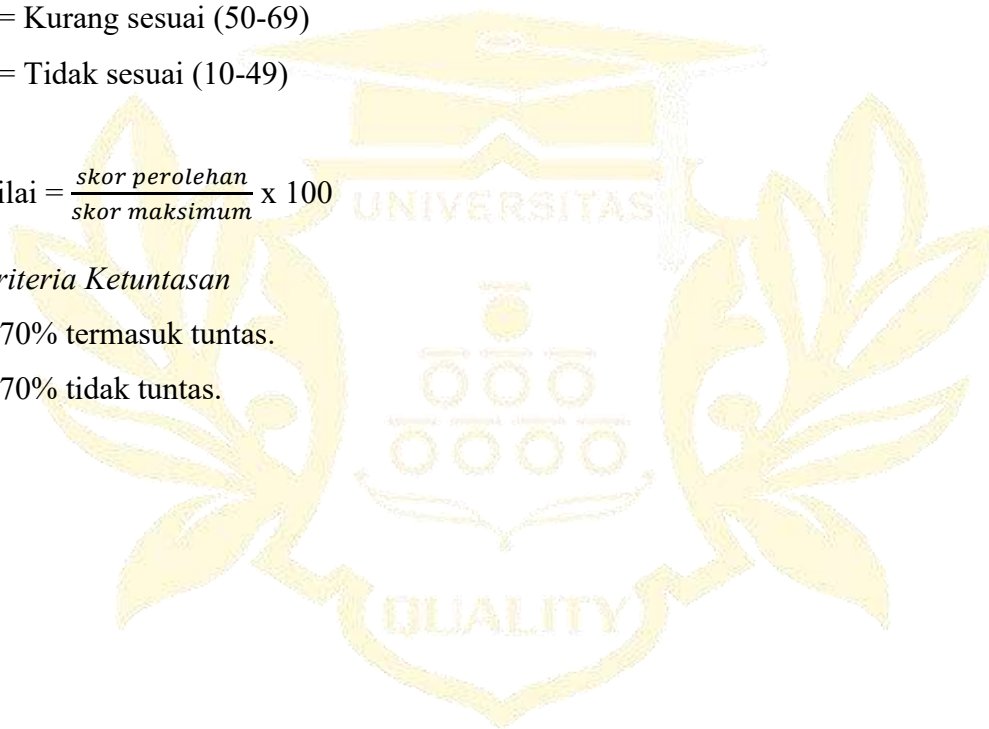 = Kurang sesuai (50-69)
= Tidak sesuai (10-49)
ilai = skor perolehan / skor maksimum x 100
riteria Ketuntasan
70% termasuk tuntas.
70% tidak tuntas.
UNIVERSITAS
QUALITY